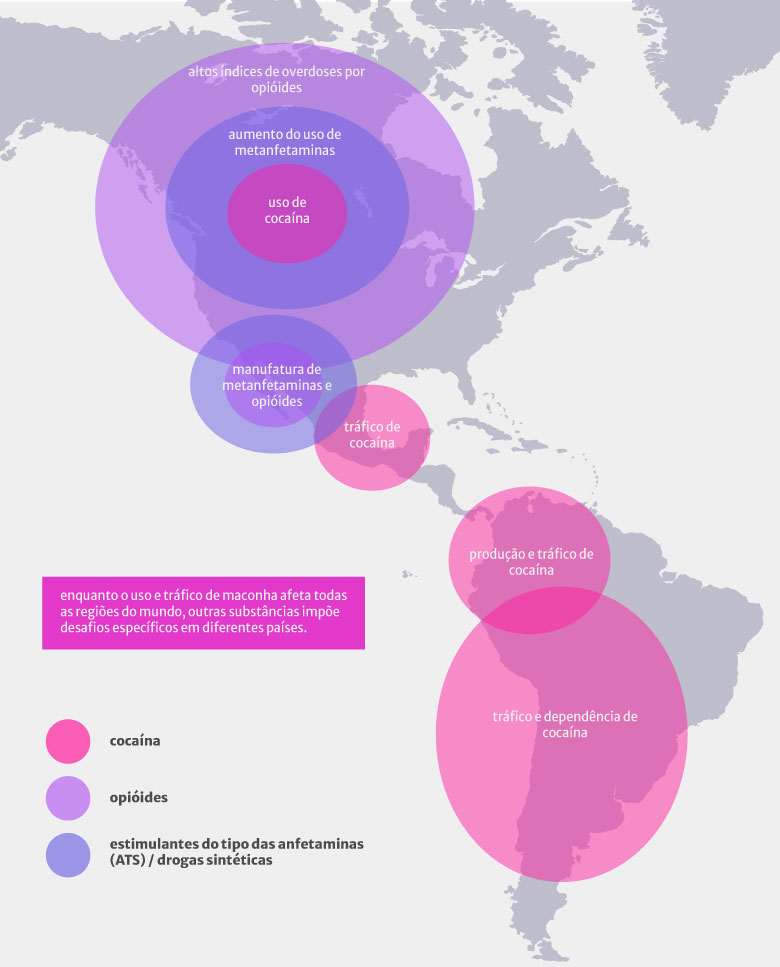 altos índices de overdoses por
opióides
aumento do uso de
metanfetaminas
uso de
cocaína
manufatura de
metanfetaminas e
opióides
tráfico de
cocaína
produção e tráfico de
cocaína
enquanto o uso e tráfico de maconha afeta todas
as regiões do mundo, outras substâncias impõe
desafios específicos em diferentes países.
tráfico e dependência de
cocaína
cocaína
opióides
estimulantes do tipo das anfetaminas
(ATS) / drogas sintéticas